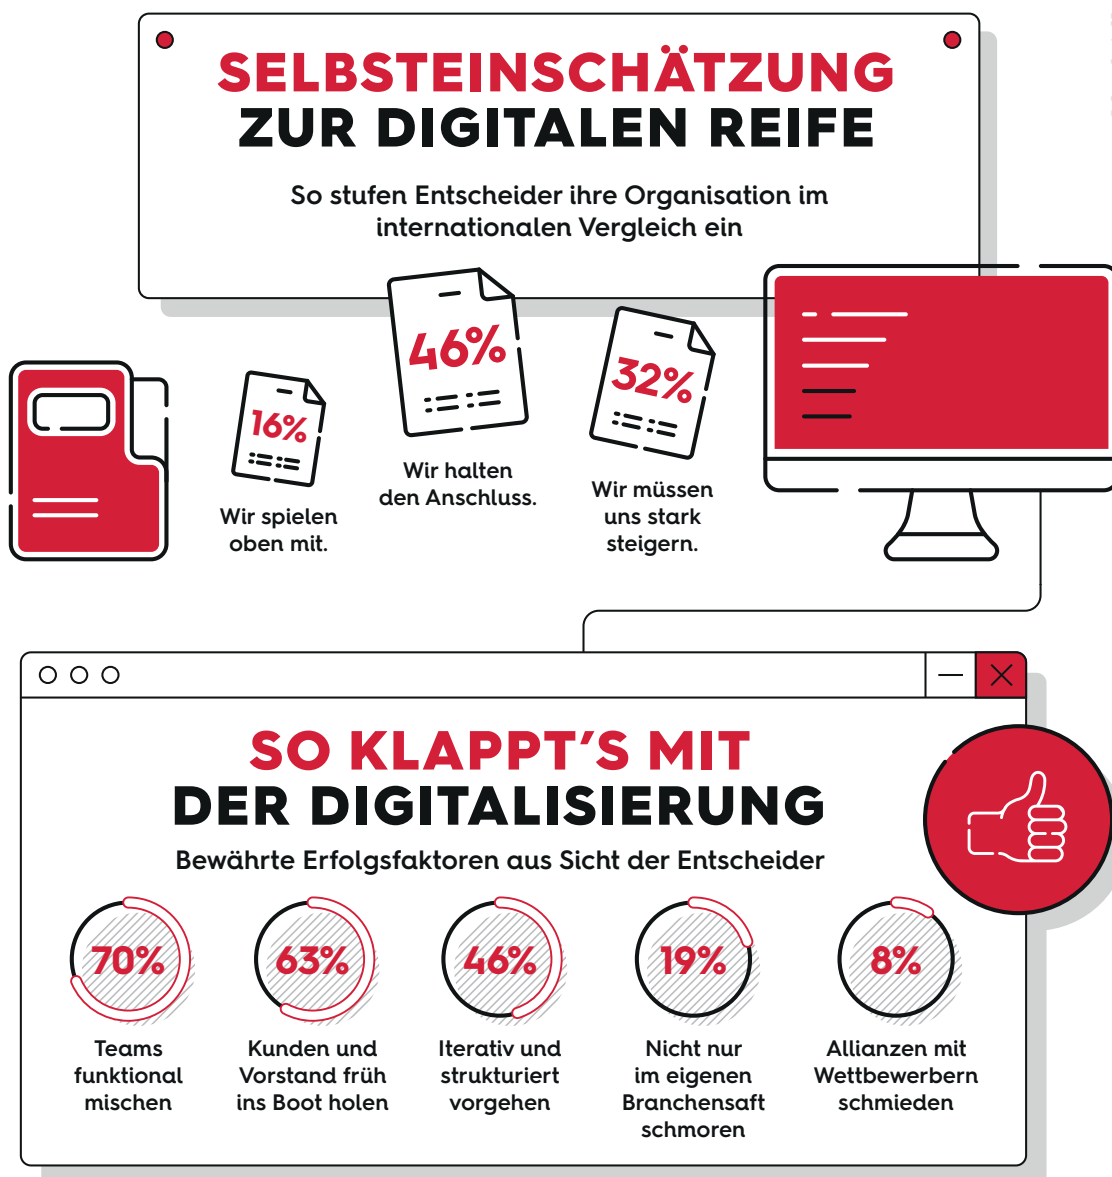 SELBSTEINSCHÄTZUNG
ZUR DIGITALEN REIFE
So stufen Entscheider ihre Organisation im
internationalen Vergleich ein
16%
Wir spielen
oben mit.
46%
Wir halten
den Anschluss.
32%
Wir müssen
uns stark
steigern.
SO KLAPPT'S MIT
DER DIGITALISIERUNG
Bewährte Erfolgsfaktoren aus Sicht der Entscheider
70%
Teams
funktional
mischen
63%
Kunden und
Vorstand früh
ins Boot holen
46%
Iterativ und
strukturiert
vorgehen
19%
Nicht nur
im eigenen
Branchensaft
schmoren
8%
Allianzen mit
Wettbewerbern
schmieden